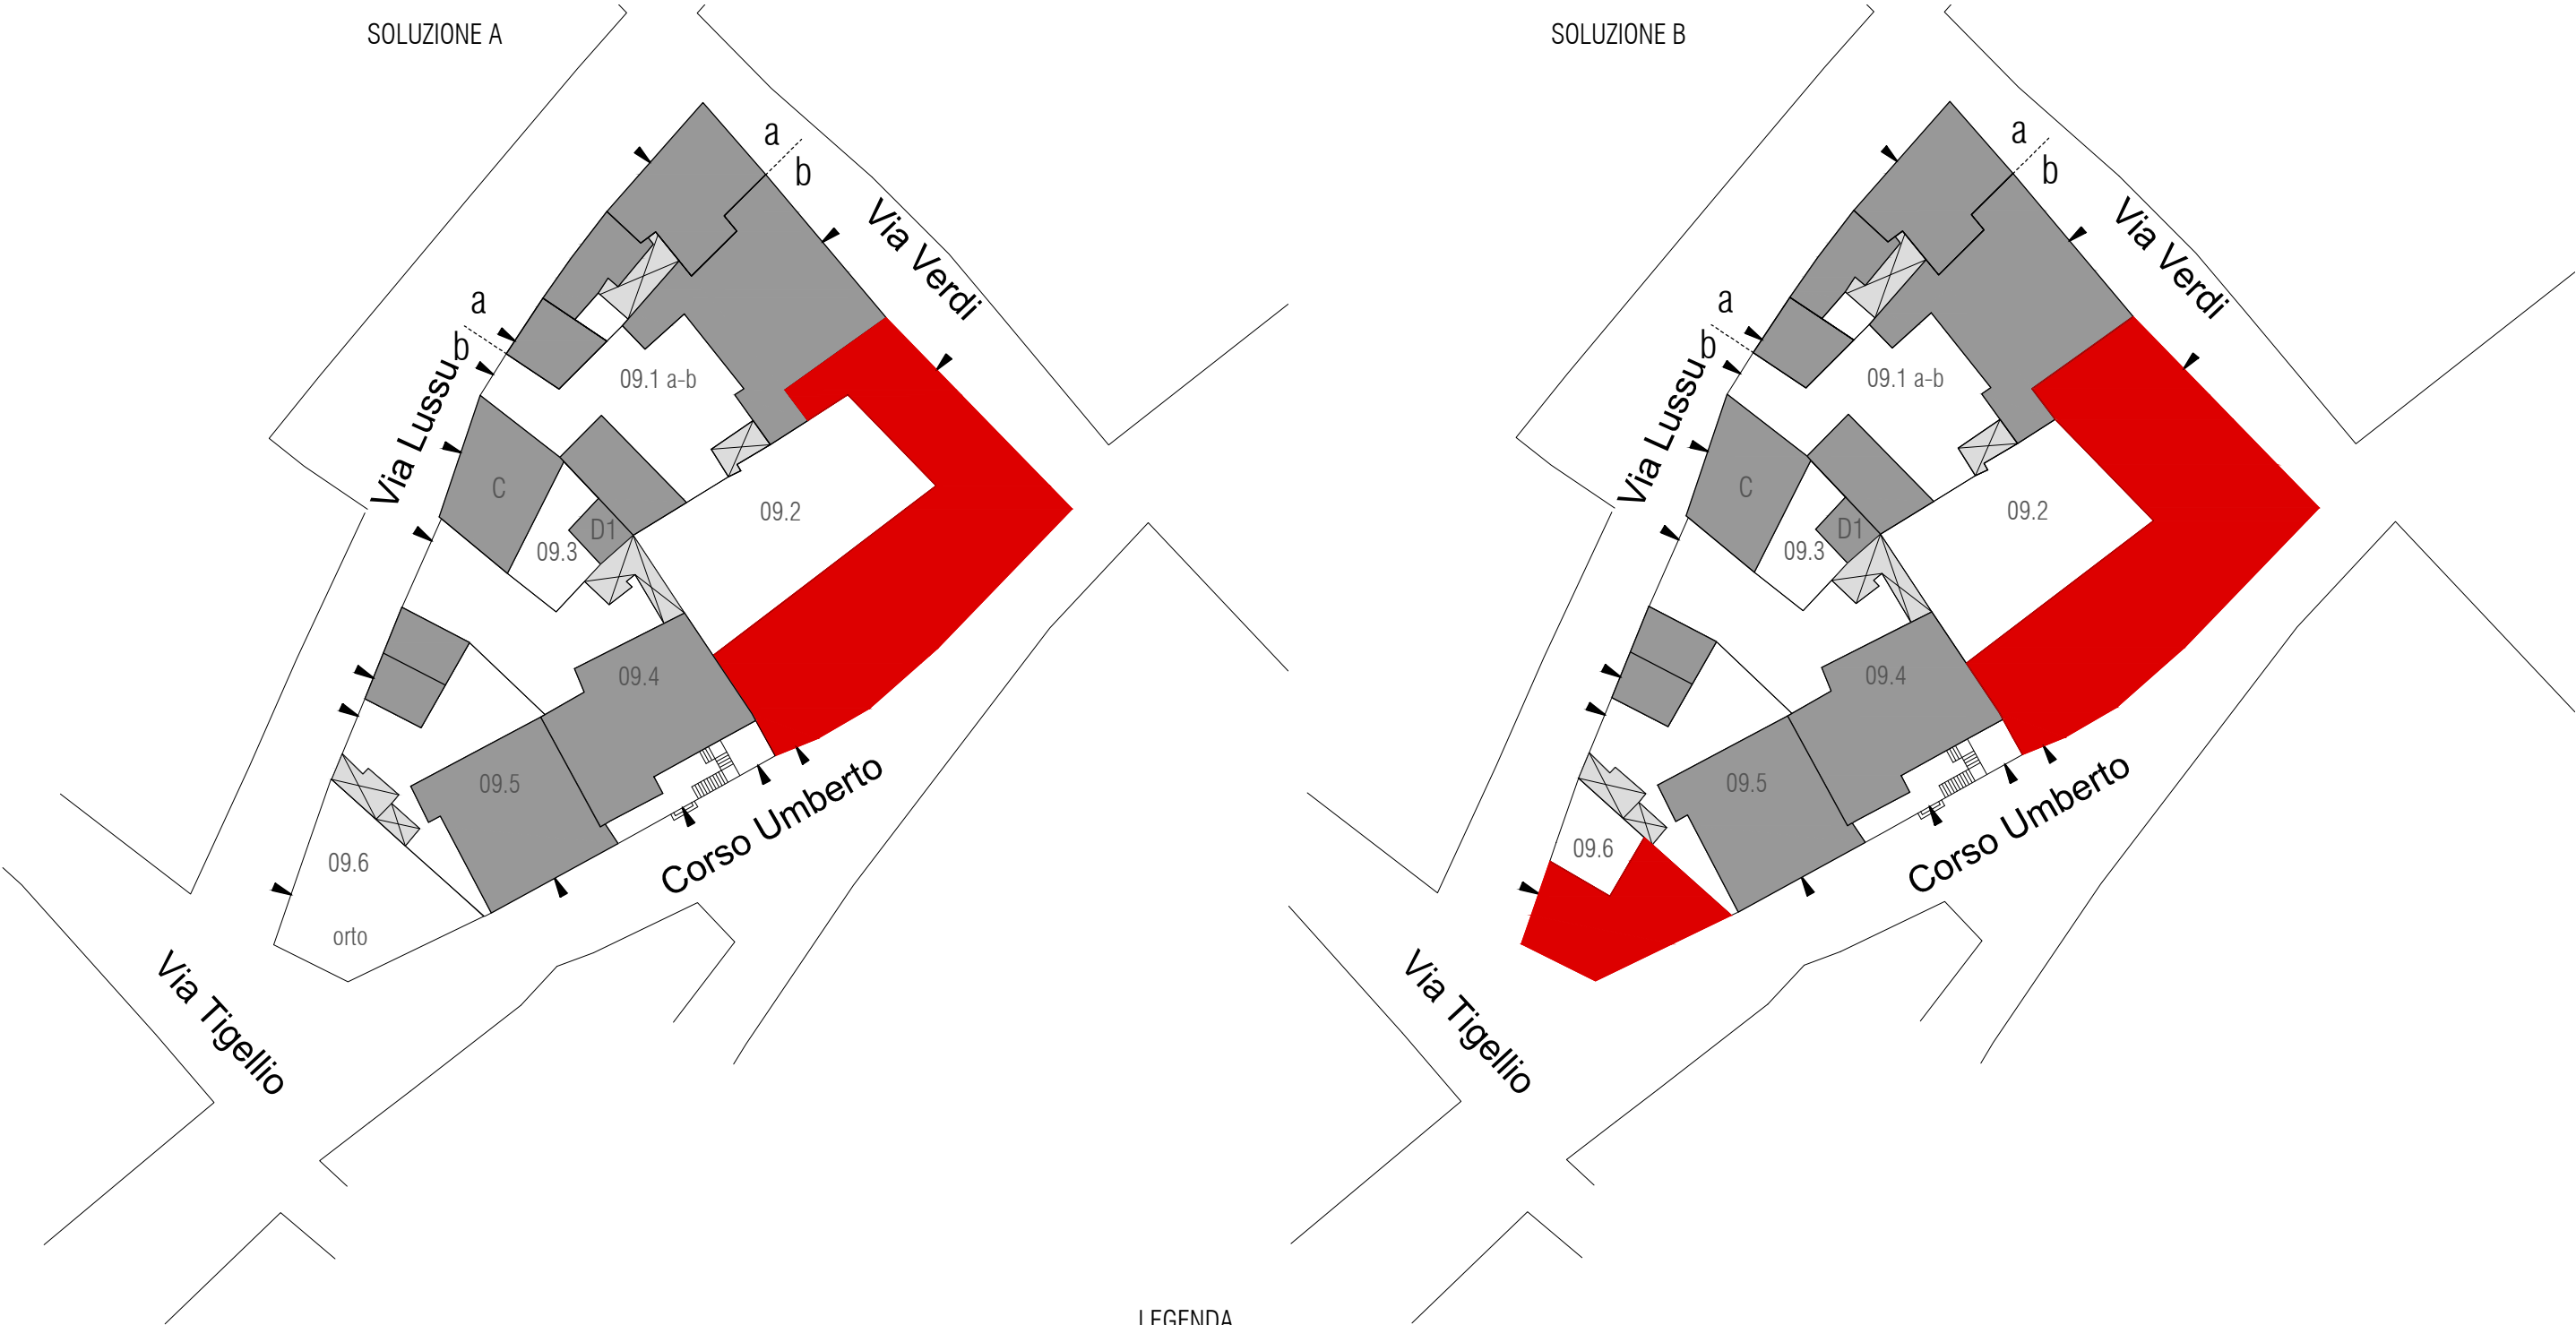 SOLUZIONE A
a
b
Via Verdi
a
b
Via Lussu
09.1 a-b
C
D1
09.3
09.2
09.4
09.5
09.6
orto
Corso Umberto
Via Tigellio
SOLUZIONE B
a
b
Via Verdi
a
b
Via Lussu
09.1 a-b
C
D1
09.3
09.2
09.4
09.5
09.6
Corso Umberto
Via Tigellio
LEGENDA